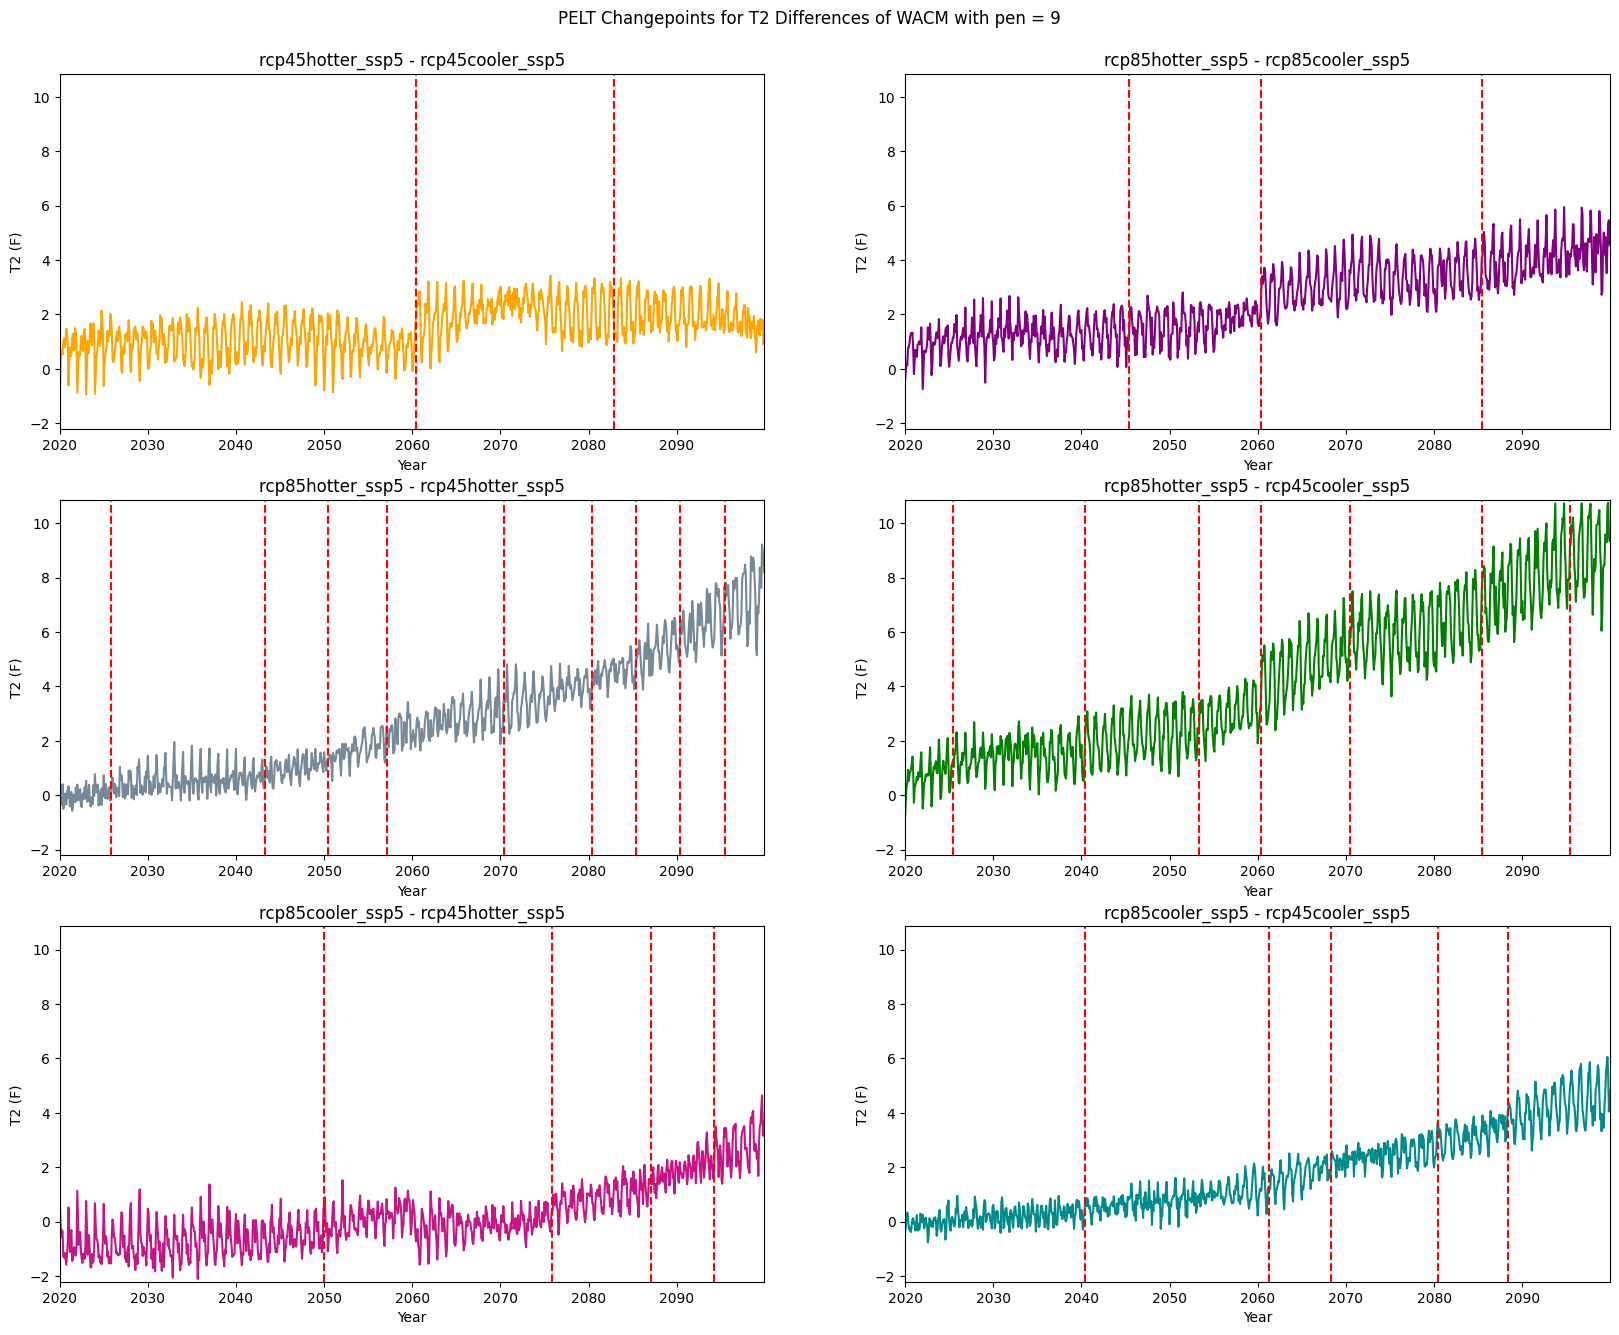 PELT Changepoints for T2 Differences of WACM with pen = 9
rcp45hotter_ssp5 - rcp45cooler_ssp5
T2 (F)
10
8
6
4
2
0
−2
2020 2030 2040 2050 2060 2070 2080 2090
Year
rcp85hotter_ssp5 - rcp85cooler_ssp5
T2 (F)
10
8
6
4
2
0
−2
2020 2030 2040 2050 2060 2070 2080 2090
Year
rcp85hotter_ssp5 - rcp45hotter_ssp5
T2 (F)
10
8
6
4
2
0
−2
2020 2030 2040 2050 2060 2070 2080 2090
Year
rcp85hotter_ssp5 - rcp45cooler_ssp5
T2 (F)
10
8
6
4
2
0
−2
2020 2030 2040 2050 2060 2070 2080 2090
Year
rcp85cooler_ssp5 - rcp45hotter_ssp5
T2 (F)
10
8
6
4
2
0
−2
2020 2030 2040 2050 2060 2070 2080 2090
Year
rcp85cooler_ssp5 - rcp45cooler_ssp5
T2 (F)
10
8
6
4
2
0
−2
2020 2030 2040 2050 2060 2070 2080 2090
Year